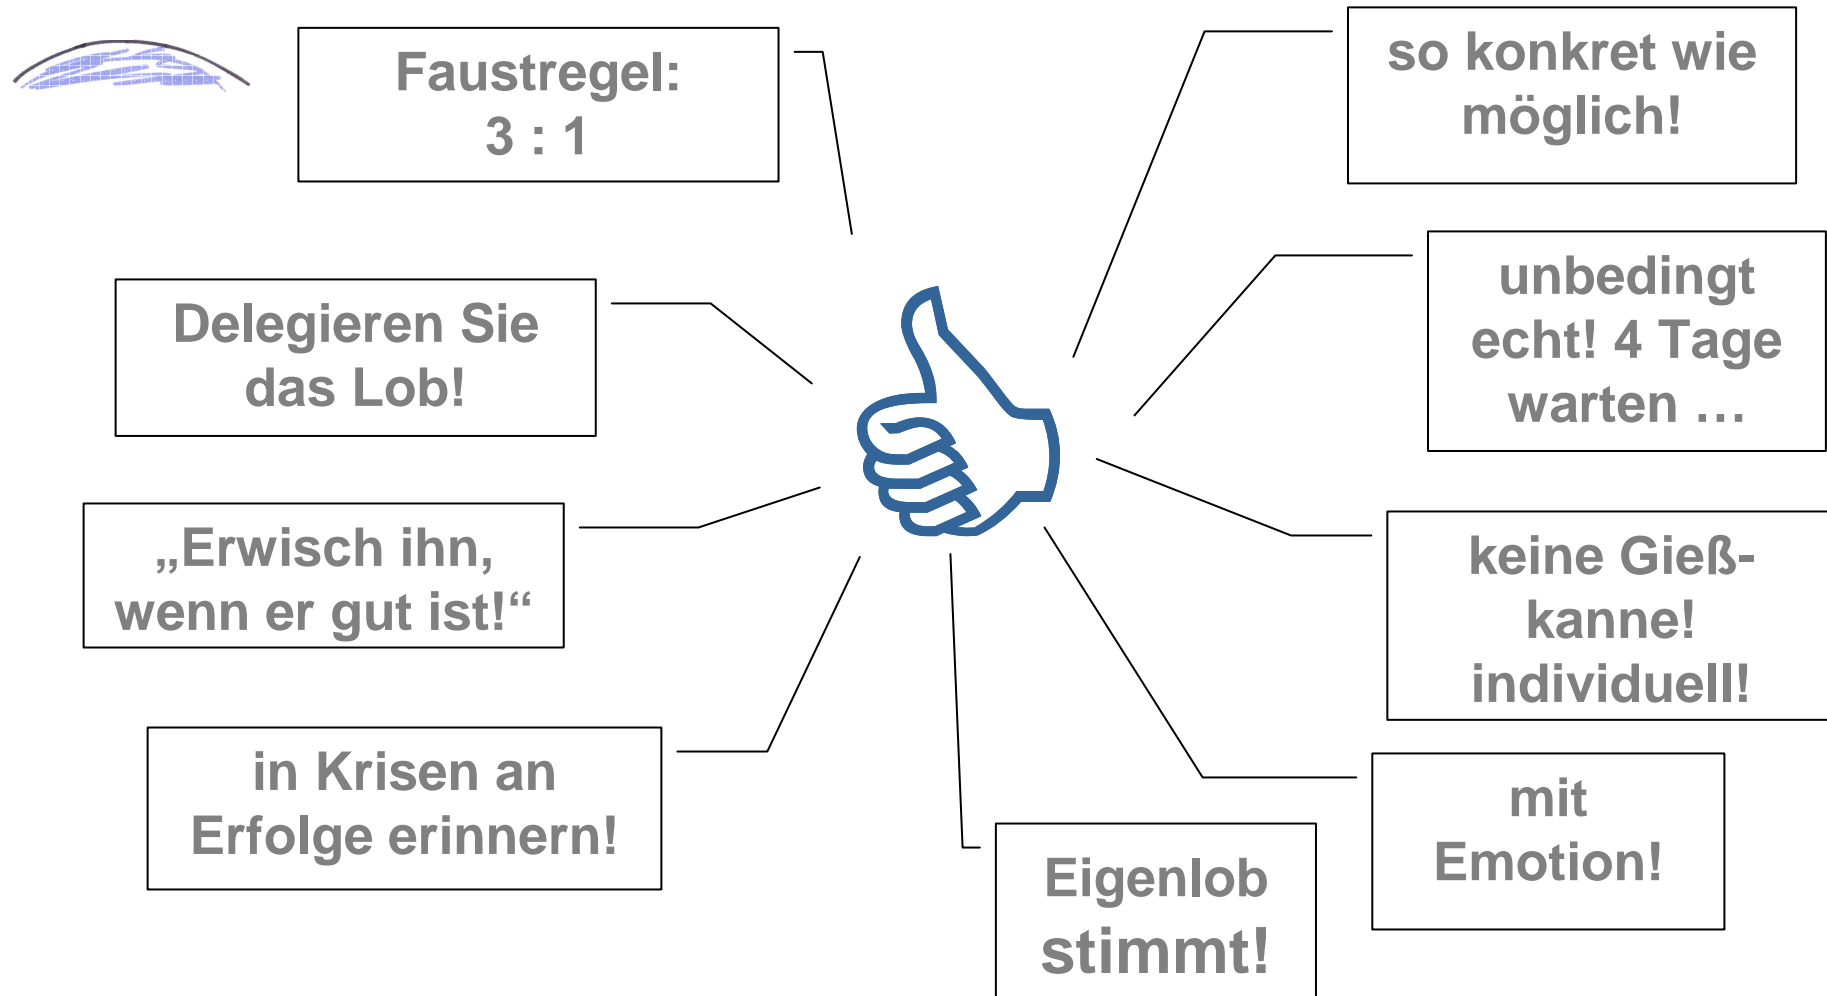 Faustregel:
3 : 1
so konkret wie
möglich!
Delegieren Sie
das Lob!
unbedingt
echt! 4 Tage
warten …
„Erwisch ihn,
wenn er gut ist!“
keine Gieß-
kanne!
individuell!
in Krisen an
Erfolge erinnern!
mit
Emotion!
Eigenlob
stimmt!